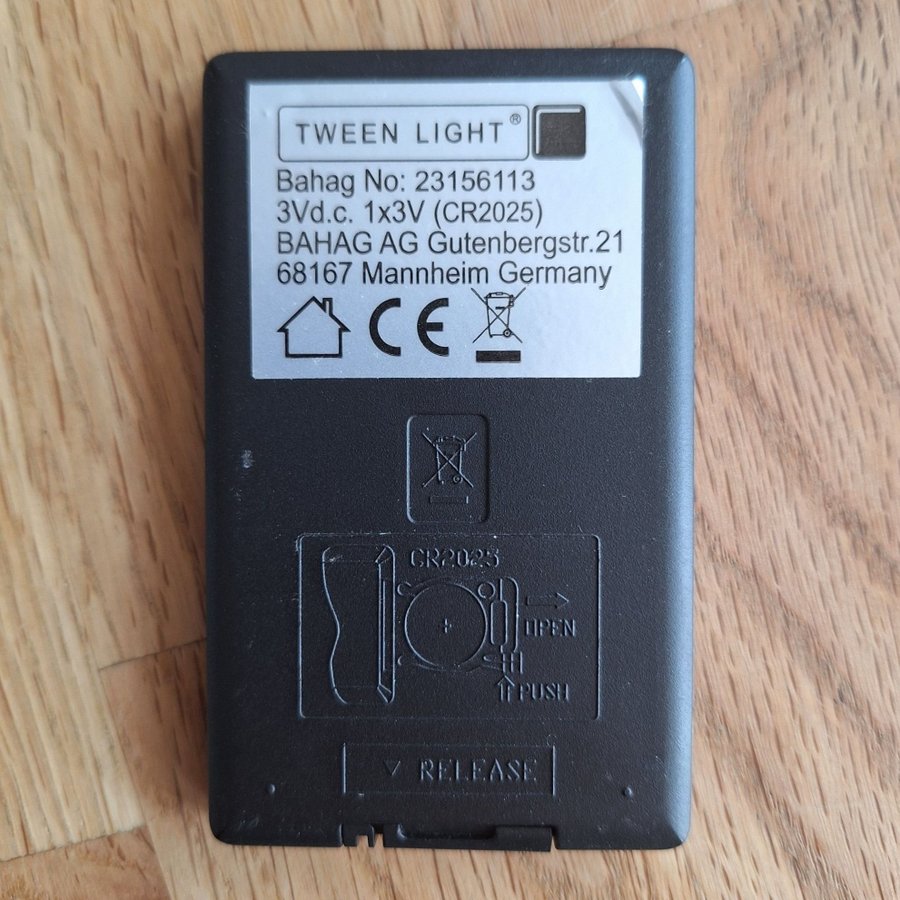 TWEEN LIGHT®
Bahag No: 23156113
3Vd.c. 1x3V (CR2025)
BAHAG AG Gutenbergstr.21
68167 Mannheim Germany
CE
CR2025
+
OPEN
PUSH
RELEASE